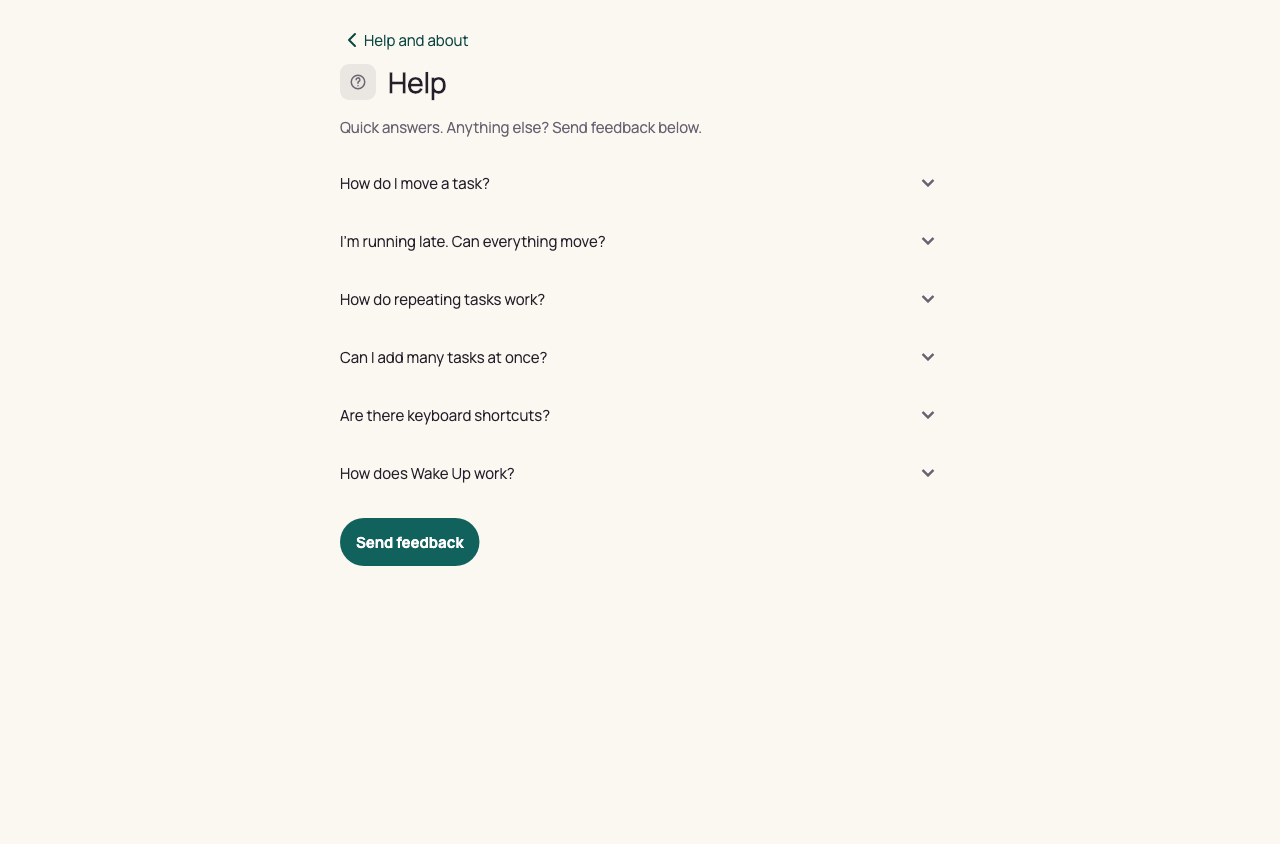 Help and about
Help
Quick answers. Anything else? Send feedback below.
How do I move a task?
I'm running late. Can everything move?
How do repeating tasks work?
Can I add many tasks at once?
Are there keyboard shortcuts?
How does Wake Up work?
Send feedback